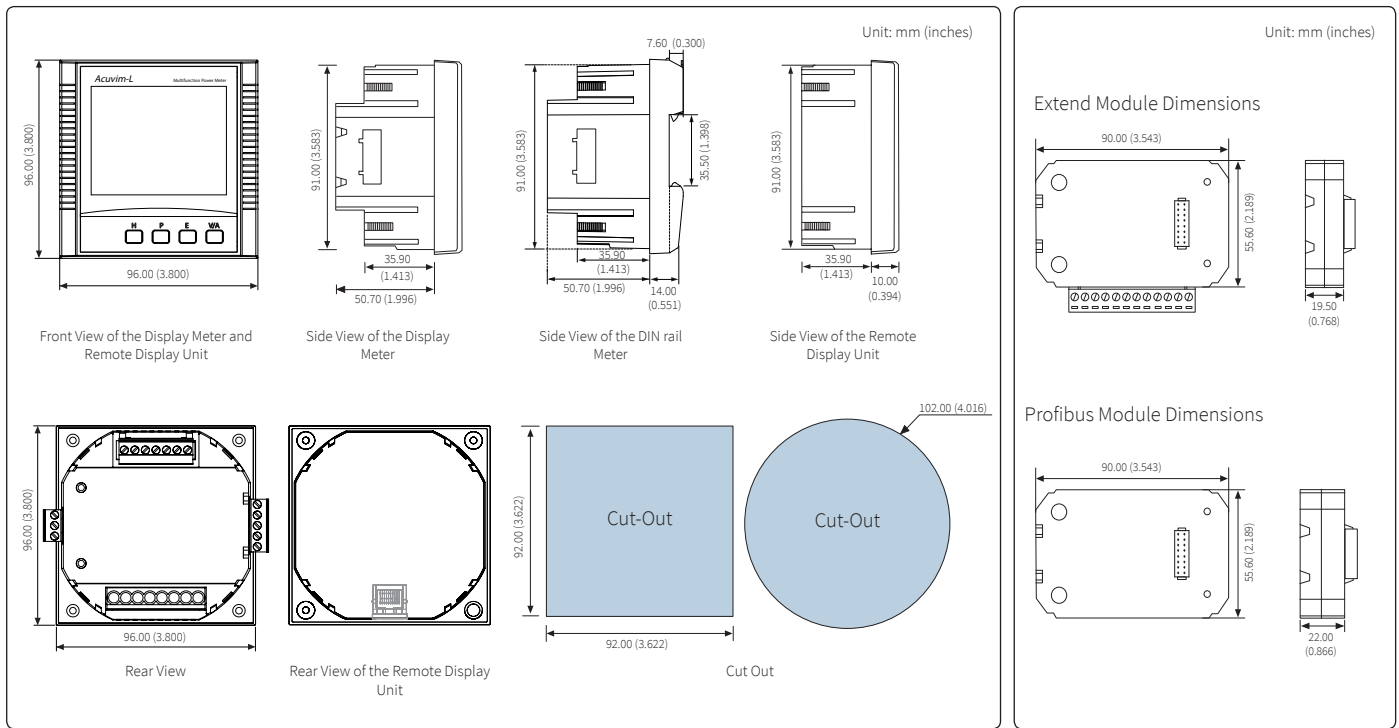 Unit: mm (inches)
7.60 (0.300)
Acuvim-L
Multifunction Power Meter
96.00 (3.800)
H P E V/A
96.00 (3.800)
91.00 (3.583)
35.90
(1.413)
50.70 (1.996)
91.00 (3.583)
35.50 (1.398)
35.90
(1.413)
50.70 (1.996)
14.00
(0.551)
91.00 (3.583)
35.90
(1.413)
10.00
(0.394)
Front View of the Display Meter and
Remote Display Unit
Side View of the Display
Meter
Side View of the DIN rail
Meter
Side View of the Remote
Display Unit
96.00 (3.800)
96.00 (3.800)
Rear View
Rear View of the Remote Display
Unit
92.00 (3.622)
Cut-Out
92.00 (3.622)
102.00 (4.016)
Cut-Out
Cut Out
Unit: mm (inches)
Extend Module Dimensions
90.00 (3.543)
55.60 (2.189)
19.50
(0.768)
Profibus Module Dimensions
90.00 (3.543)
55.60 (2.189)
22.00
(0.866)